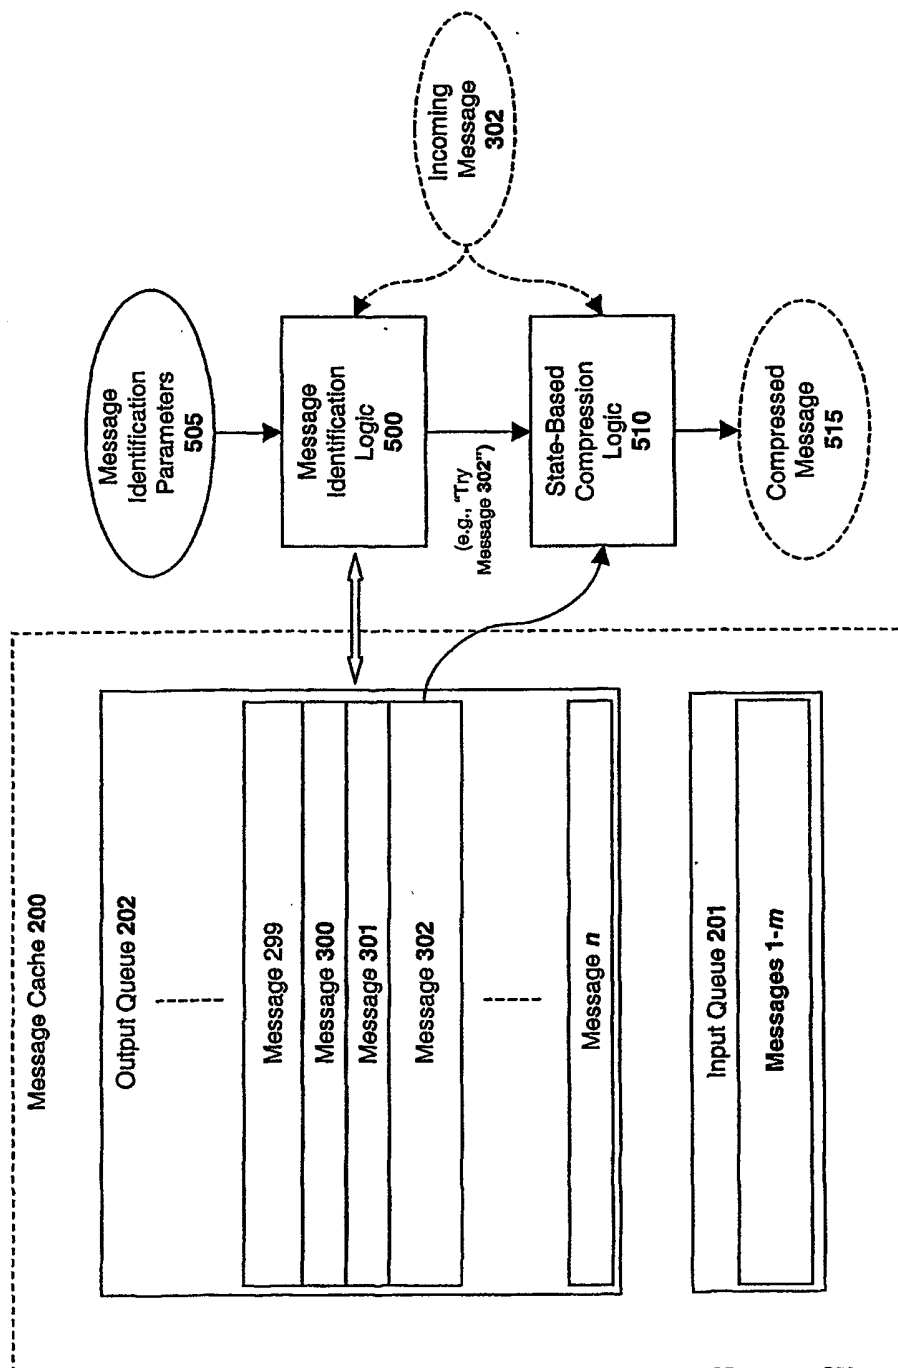 Message Cache 200
Output Queue 202
Message 299
Message 300
Message 301
Message 302
Message n
Input Queue 201
Messages 1-m
Message
Identification
Parameters
505
Message
Identification
Logic
500
(e.g., "Try
Message 302")
State-Based
Compression
Logic
510
Compressed
Message
515
Incoming
Message
302